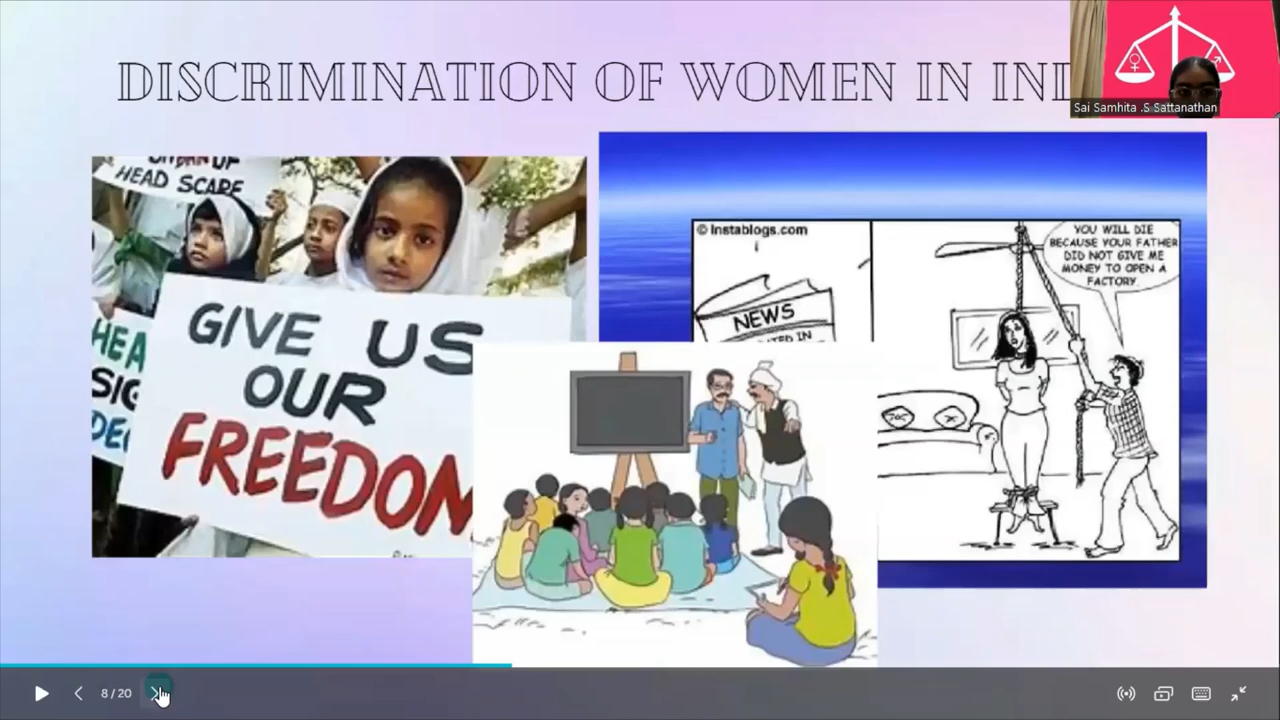 DISCRIMINATION OF WOMEN IN
Sai Samhita .S Sattanathan
HEAD SCARF
GIVE US
OUR
FREEDOM
© Instablogs.com
NEWS
IN
YOU WILL DIE
BECAUSE YOUR FATHER
DID NOT GIVE ME
MONEY TO OPEN A
FACTORY.
8 / 20